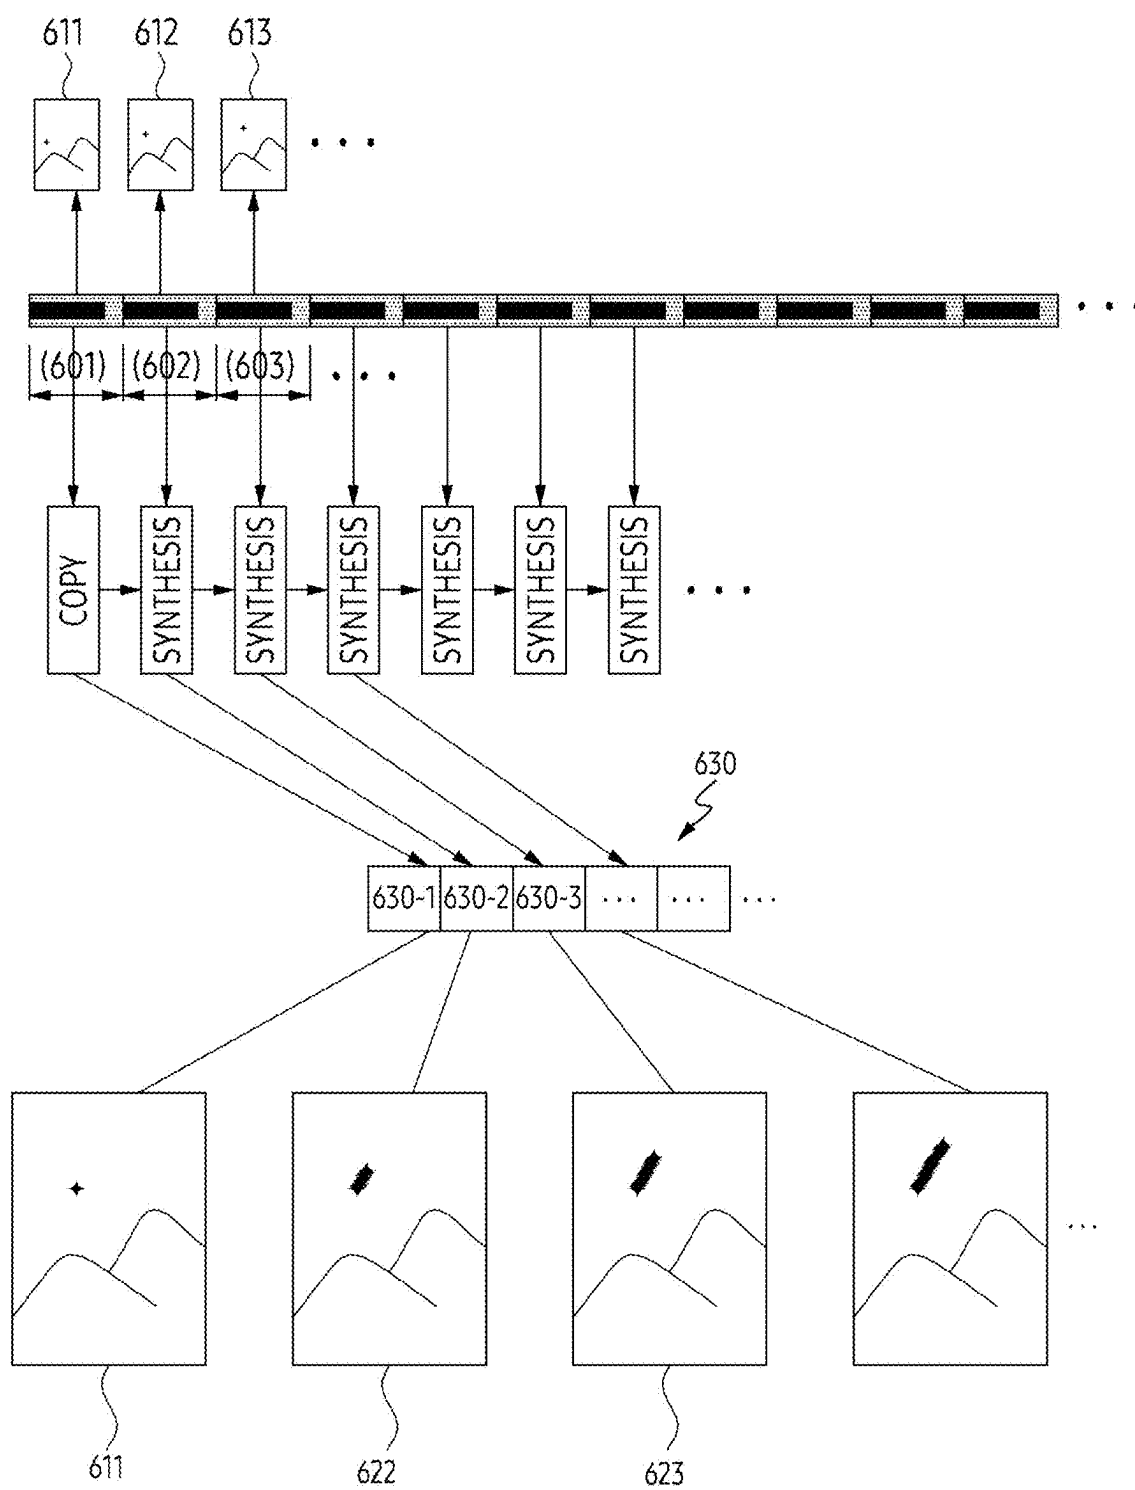 611 612 613
. . .
. . .
(601) (602) (603) . . .
COPY SYNTHESIS SYNTHESIS SYNTHESIS SYNTHESIS SYNTHESIS SYNTHESIS . . .
630
630-1 630-2 630-3 ... ... ...
...
611 622 623